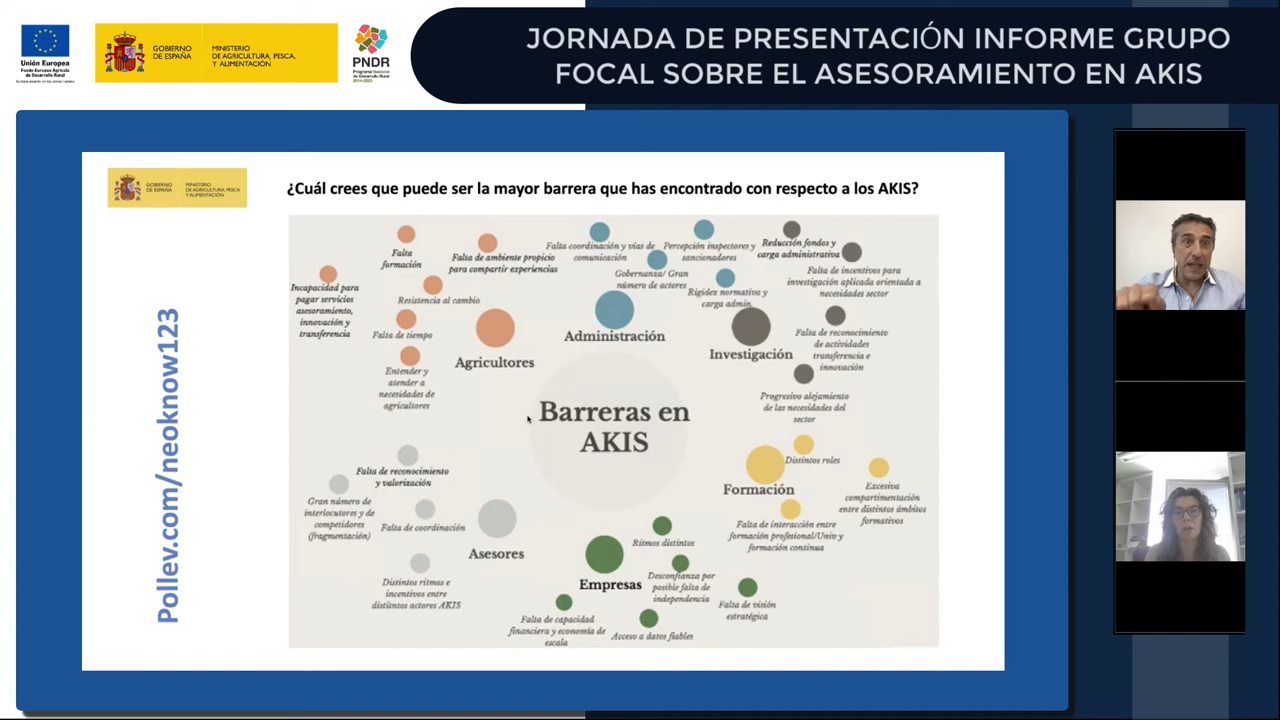 Unión Europea
Fondo Europeo Agrícola
de Desarrollo Rural
GOBIERNO
DE ESPAÑA
MINISTERIO
DE AGRICULTURA, PESCA,
Y ALIMENTACIÓN
PNDR
Programa Nacional
de Desarrollo Rural
2014-2020
JORNADA DE PRESENTACIÓN INFORME GRUPO
FOCAL SOBRE EL ASESORAMIENTO EN AKIS
GOBIERNO
DE ESPAÑA
MINISTERIO
DE AGRICULTURA, PESCA
Y ALIMENTACIÓN
¿Cuál crees que puede ser la mayor barrera que has encontrado con respecto a los AKIS?
Pollev.com/neoknow123
Barreras en
AKIS
Agricultores
Falta
formación
Falta de ambiente propicio
para compartir experiencias
Incapacidad para
pagar servicios
asesoramiento,
innovación y
transferencia
Resistencia al cambio
Falta de tiempo
Entender y
atender a
necesidades de
agricultores
Administración
Falta coordinación y vías de
comunicación
Percepción inspectores y
sancionadores
Gobernanza/ Gran
número de actores
Rigidez normativa y
carga admin.
Investigación
Reducción fondos y
carga administrativa
Falta de incentivos para
investigación aplicada orientada a
necesidades sector
Falta de reconocimiento
de actividades
transferencia e
innovación
Progresivo alejamiento
de las necesidades del
sector
Formación
Distintos roles
Excesiva
compartimentación
entre distintos ámbitos
formativos
Falta de interacción entre
formación profesional/Univ y
formación continua
Asesores
Falta de reconocimiento
y valorización
Gran número de
interlocutores y de
competidores
(fragmentación)
Falta de coordinación
Distintos ritmos e
incentivos entre
distintos actores AKIS
Empresas
Ritmos distintos
Desconfianza por
posible falta de
independencia
Falta de visión
estratégica
Falta de capacidad
financiera y economía de
escala
Acceso a datos fiables